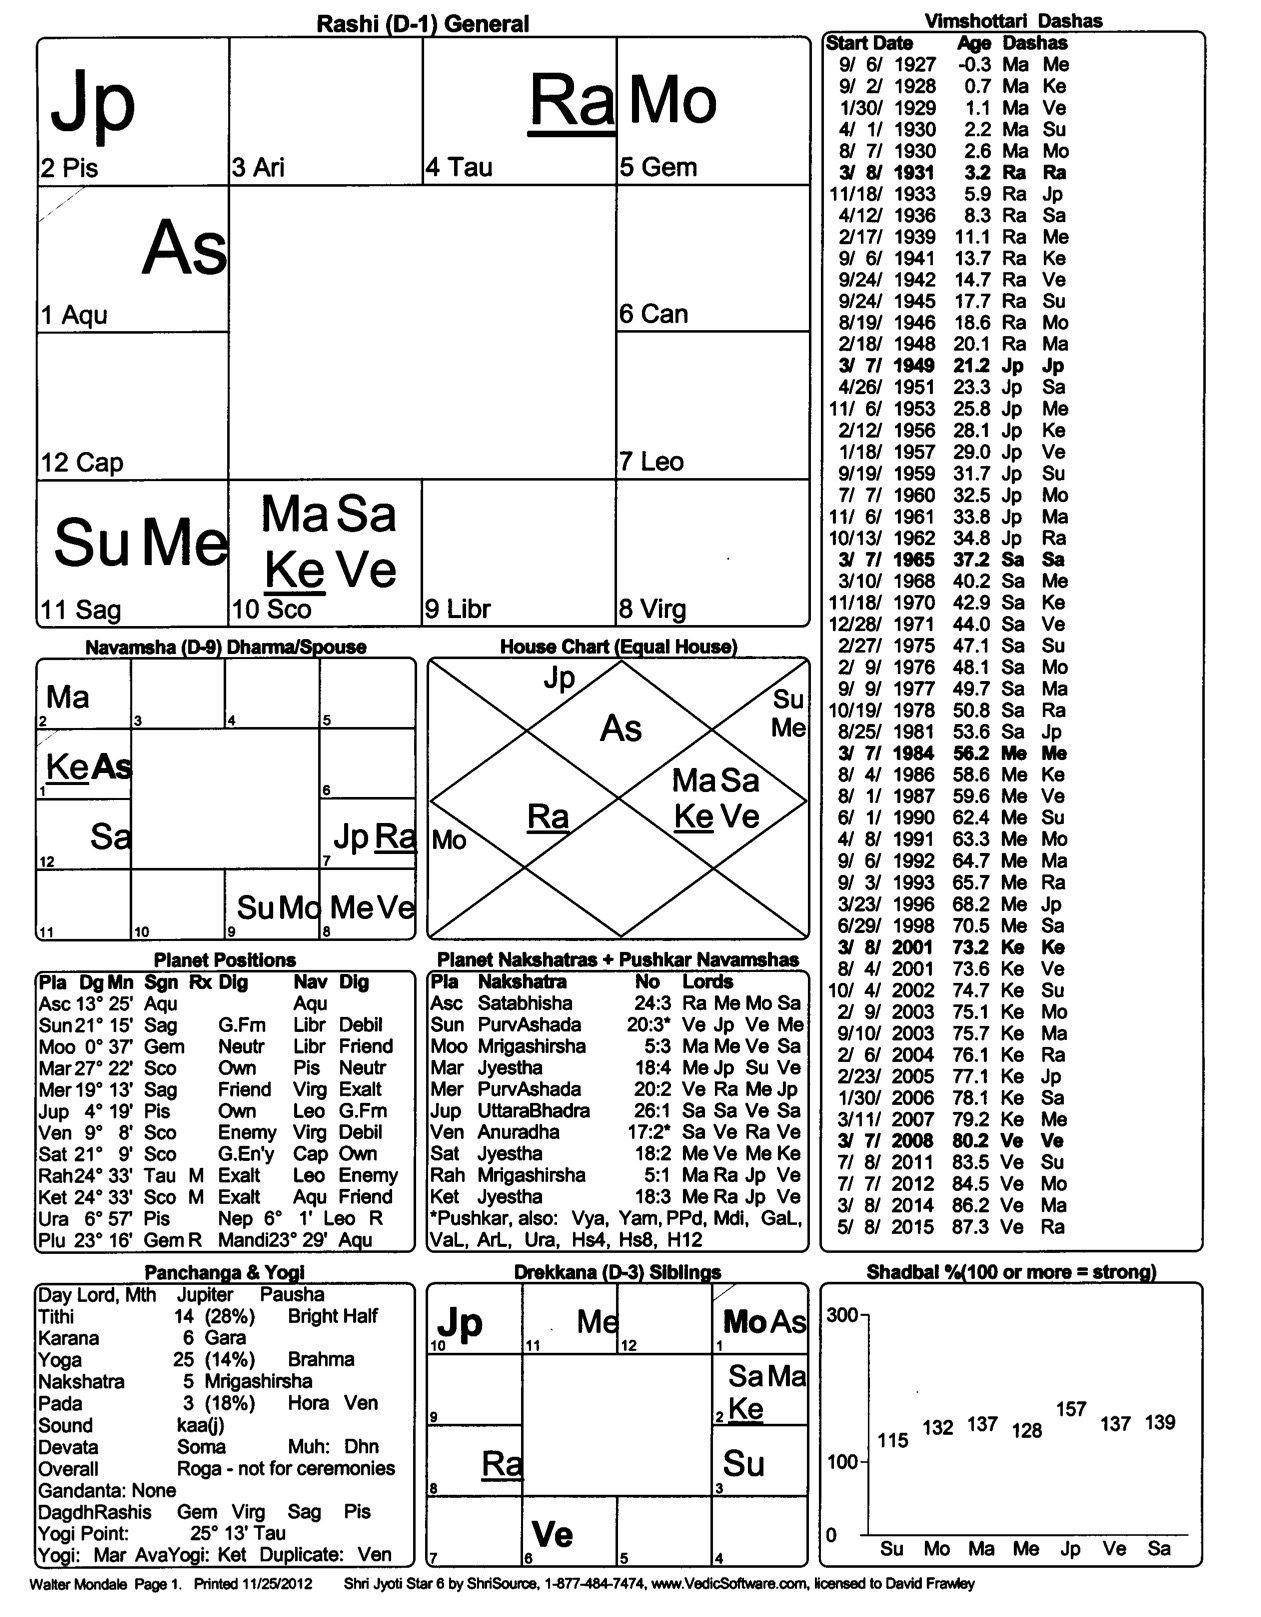 Rashi (D-1) General
Jp
Ra
Mo
2 Pis
3 Ari
4 Tau
5 Gem
As
1 Aqu
6 Can
12 Cap
7 Leo
Su Me
Ma Sa
Ke Ve
11 Sag
10 Sco
9 Libr
8 Virg
Vimshottari Dashas
Start Date Age Dashas
9/ 6/ 1927 -0.3 Ma Me
9/ 2/ 1928 0.7 Ma Ke
1/30/ 1929 1.1 Ma Ve
4/ 1/ 1930 2.2 Ma Su
8/ 7/ 1930 2.6 Ma Mo
3/ 8/ 1931 3.2 Ra Ra
11/18/ 1933 5.9 Ra Jp
4/12/ 1936 8.3 Ra Sa
2/17/ 1939 11.1 Ra Me
9/ 6/ 1941 13.7 Ra Ke
9/24/ 1942 14.7 Ra Ve
9/24/ 1945 17.7 Ra Su
8/19/ 1946 18.6 Ra Mo
2/18/ 1948 20.1 Ra Ma
3/ 7/ 1949 21.2 Jp Jp
4/26/ 1951 23.3 Jp Sa
11/ 6/ 1953 25.8 Jp Me
2/12/ 1956 28.1 Jp Ke
1/18/ 1957 29.0 Jp Ve
9/19/ 1959 31.7 Jp Su
7/ 7/ 1960 32.5 Jp Mo
11/ 6/ 1961 33.8 Jp Ma
10/13/ 1962 34.8 Jp Ra
3/ 7/ 1965 37.2 Sa Sa
3/10/ 1968 40.2 Sa Me
11/18/ 1970 42.9 Sa Ke
12/28/ 1971 44.0 Sa Ve
2/27/ 1975 47.1 Sa Su
2/ 9/ 1976 48.1 Sa Mo
9/ 9/ 1977 49.7 Sa Ma
10/19/ 1978 50.8 Sa Ra
8/25/ 1981 53.6 Sa Jp
3/ 7/ 1984 56.2 Me Me
8/ 4/ 1986 58.6 Me Ke
8/ 1/ 1987 59.6 Me Ve
6/ 1/ 1990 62.4 Me Su
4/ 8/ 1991 63.3 Me Mo
9/ 6/ 1992 64.7 Me Ma
9/ 3/ 1993 65.7 Me Ra
3/23/ 1996 68.2 Me Jp
6/29/ 1998 70.5 Me Sa
3/ 8/ 2001 73.2 Ke Ke
8/ 4/ 2001 73.6 Ke Ve
10/ 4/ 2002 74.7 Ke Su
2/ 9/ 2003 75.1 Ke Mo
9/10/ 2003 75.7 Ke Ma
2/ 6/ 2004 76.1 Ke Ra
2/23/ 2005 77.1 Ke Jp
1/30/ 2006 78.1 Ke Sa
3/11/ 2007 79.2 Ke Me
3/ 7/ 2008 80.2 Ve Ve
7/ 8/ 2011 83.5 Ve Su
7/ 7/ 2012 84.5 Ve Mo
3/ 8/ 2014 86.2 Ve Ma
5/ 8/ 2015 87.3 Ve Ra
Navamsha (D-9) Dharma/Spouse
Ma
2
3
4
5
Ke As
1
6
Sa
Jp Ra
12
7
Su Mo
Me Ve
11
10
9
8
House Chart (Equal House)
Jp
Su
Me
As
Ma Sa
Ke Ve
Ra
Mo
Planet Positions
Pla Dg Mn Sgn Rx Dig Nav Dig
Asc 13° 25' Aqu Aqu
Sun 21° 15' Sag G.Fm Libr Debil
Moo 0° 37' Gem Neutr Libr Friend
Mar 27° 22' Sco Own Pis Neutr
Mer 19° 13' Sag Friend Virg Exalt
Jup 4° 19' Pis Own Leo G.Fm
Ven 9° 8' Sco Enemy Virg Debil
Sat 21° 9' Sco G.En'y Cap Own
Rah 24° 33' Tau M Exalt Leo Enemy
Ket 24° 33' Sco M Exalt Aqu Friend
Ura 6° 57' Pis Nep 6° 1' Leo R
Plu 23° 16' Gem R Mandi 23° 29' Aqu
Planet Nakshatras + Pushkar Navamshas
Pla Nakshatra No Lords
Asc Satabhisha 24:3 Ra Me Mo Sa
Sun PurvAshada 20:3* Ve Jp Ve Me
Moo Mrigashirsha 5:3 Ma Me Ve Sa
Mar Jyestha 18:4 Me Jp Su Ve
Mer PurvAshada 20:2 Ve Ra Me Jp
Jup UttaraBhadra 26:1 Sa Sa Ve Sa
Ven Anuradha 17:2* Sa Ve Ra Ve
Sat Jyestha 18:2 Me Ve Me Ke
Rah Mrigashirsha 5:1 Ma Ra Jp Ve
Ket Jyestha 18:3 Me Ra Jp Ve
*Pushkar, also: Vya, Yam, PPd, Mdi, GaL,
VaL, ArL, Ura, Hs4, Hs8, H12
Panchanga & Yogi
Day Lord, Mth Jupiter Pausha
Tithi 14 (28%) Bright Half
Karana 6 Gara
Yoga 25 (14%) Brahma
Nakshatra 5 Mrigashirsha
Pada 3 (18%) Hora Ven
Sound kaa(j)
Devata Soma Muh: Dhn
Overall Roga - not for ceremonies
Gandanta: None
DagdhRashis Gem Virg Sag Pis
Yogi Point: 25° 13' Tau
Yogi: Mar AvaYogi: Ket Duplicate: Ven
Drekkana (D-3) Siblings
Jp
Me
Mo As
10
11
12
1
Sa Ma
Ke
9
2
Ra
Su
8
3
Ve
7
6
5
4
Shadbal %(100 or more = strong)
300
157
132 137 128 137 139
115
100
0
Su Mo Ma Me Jp Ve Sa
Walter Mondale Page 1. Printed 11/25/2012 Shri Jyoti Star 6 by ShriSource, 1-877-484-7474, www.VedicSoftware.com, licensed to David Frawley